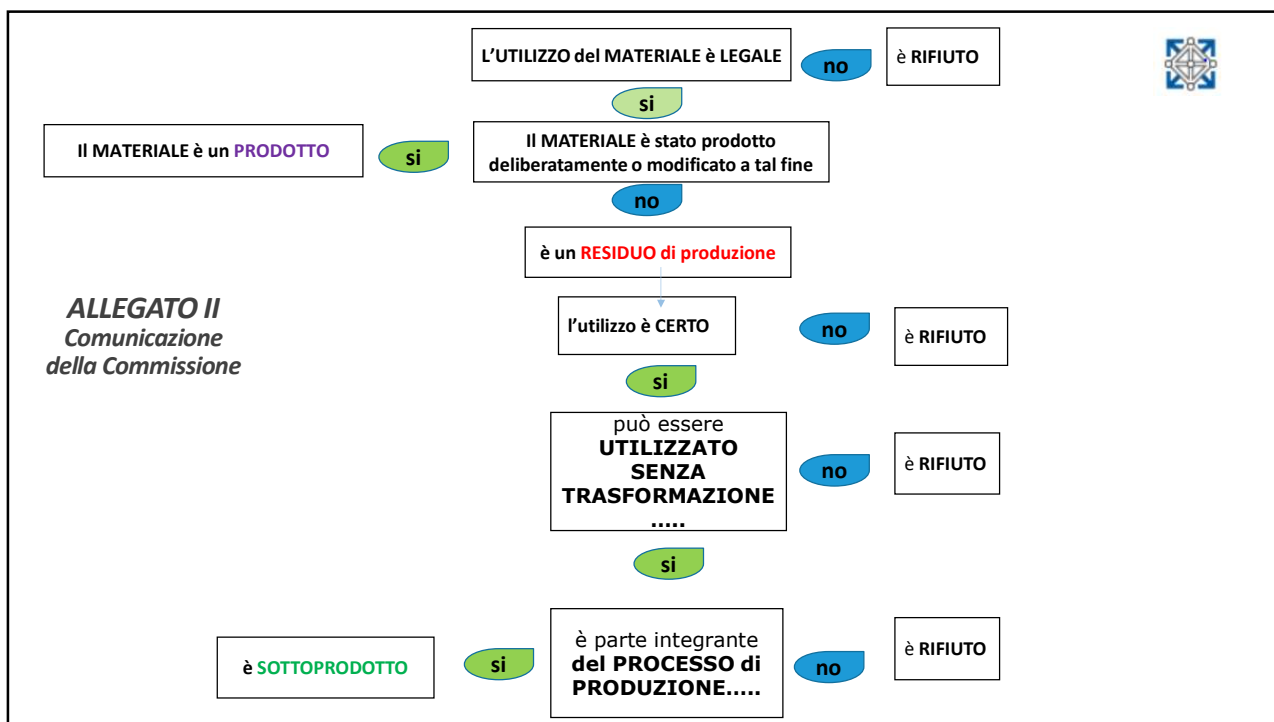 L’UTILIZZO del MATERIALE è LEGALE
no
è RIFIUTO
si
Il MATERIALE è un PRODOTTO
si
Il MATERIALE è stato prodotto
deliberatamente o modificato a tal fine
no
è un RESIDUO di produzione
ALLEGATO II
Comunicazione
della Commissione
l’utilizzo è CERTO
no
è RIFIUTO
si
può essere
UTILIZZATO
SENZA
TRASFORMAZIONE
.....
no
è RIFIUTO
si
è SOTTOPRODOTTO
si
è parte integrante
del PROCESSO di
PRODUZIONE.....
no
è RIFIUTO